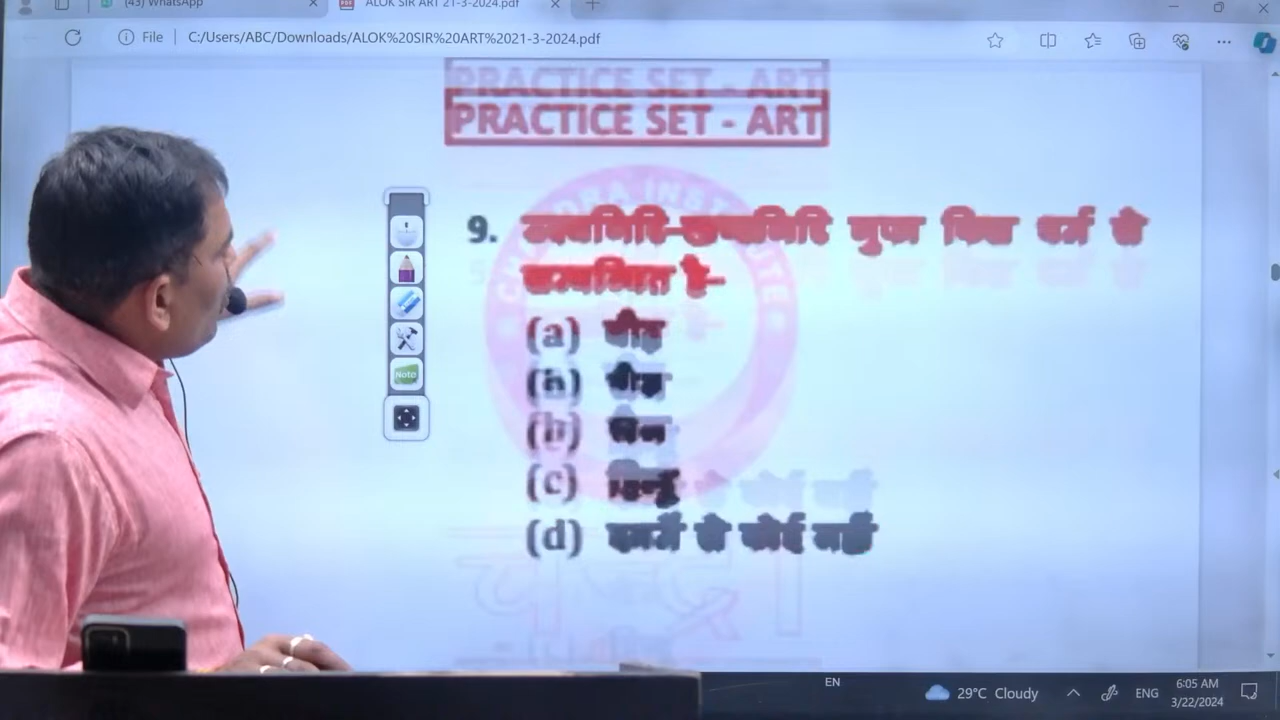 (43) WhatsApp
ALOK SIR ART 21-3-2024.pdf
File
C:/Users/ABC/Downloads/ALOK%20SIR%20ART%2021-3-2024.pdf
PRACTICE SET - ART
PRACTICE SET - ART
9. उदयगिरि-खण्डगिरि गुफा किस धर्म से
सम्बन्धित है-
(a) बौद्ध
(b) जैन
(c) हिन्दू
(d) इनमें से कोई नहीं
Note
EN
29°C Cloudy
ENG
6:05 AM
3/22/2024